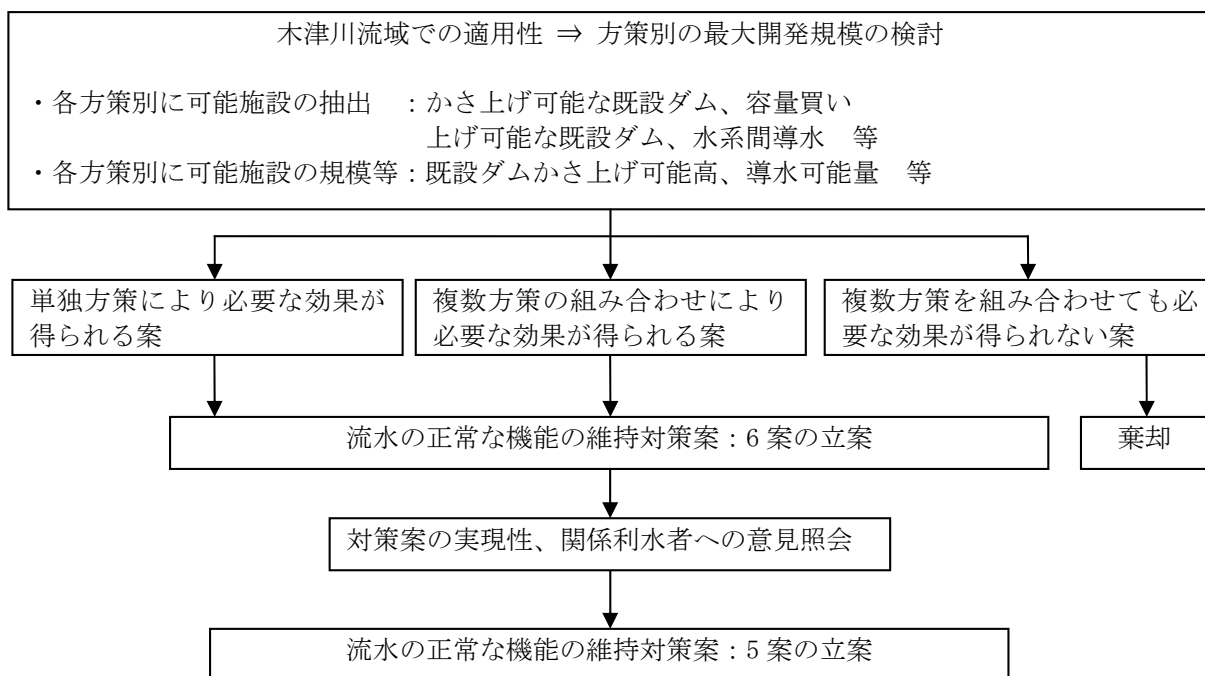 木津川流域での適用性 ⇒ 方策別の最大開発規模の検討
・各方策別に可能施設の抽出　：かさ上げ可能な既設ダム、容量買い
上げ可能な既設ダム、水系間導水　等
・各方策別に可能施設の規模等：既設ダムかさ上げ可能高、導水可能量　等
単独方策により必要な効果が
得られる案
複数方策の組み合わせにより
必要な効果が得られる案
複数方策を組み合わせても必
要な効果が得られない案
流水の正常な機能の維持対策案：6 案の立案
棄却
対策案の実現性、関係利水者への意見照会
流水の正常な機能の維持対策案：5 案の立案